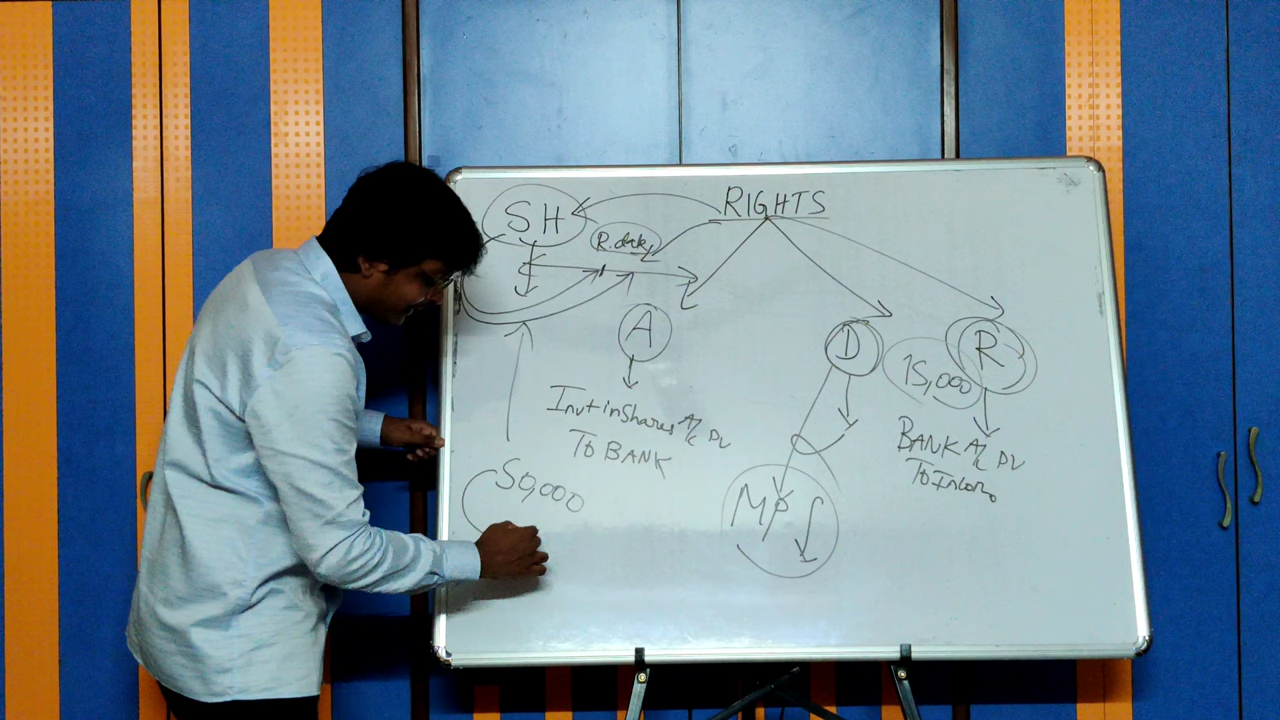 RIGHTS
SH
R. date
A
D
R
15,000
Invt in Shares A/c Dr
To BANK
BANK A/c Dr
To Income
50,000
MP